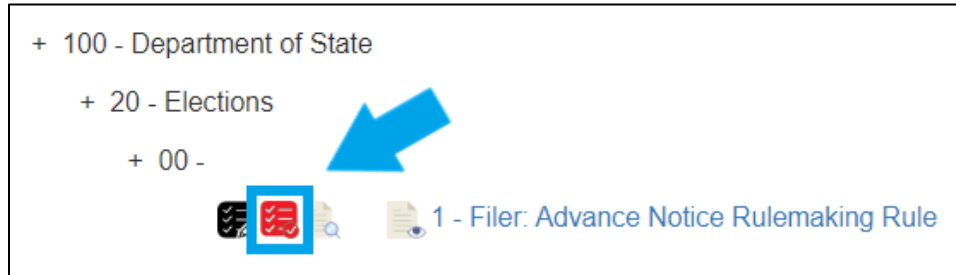 + 100 - Department of State
+ 20 - Elections
+ 00 -
1 - Filer: Advance Notice Rulemaking Rule